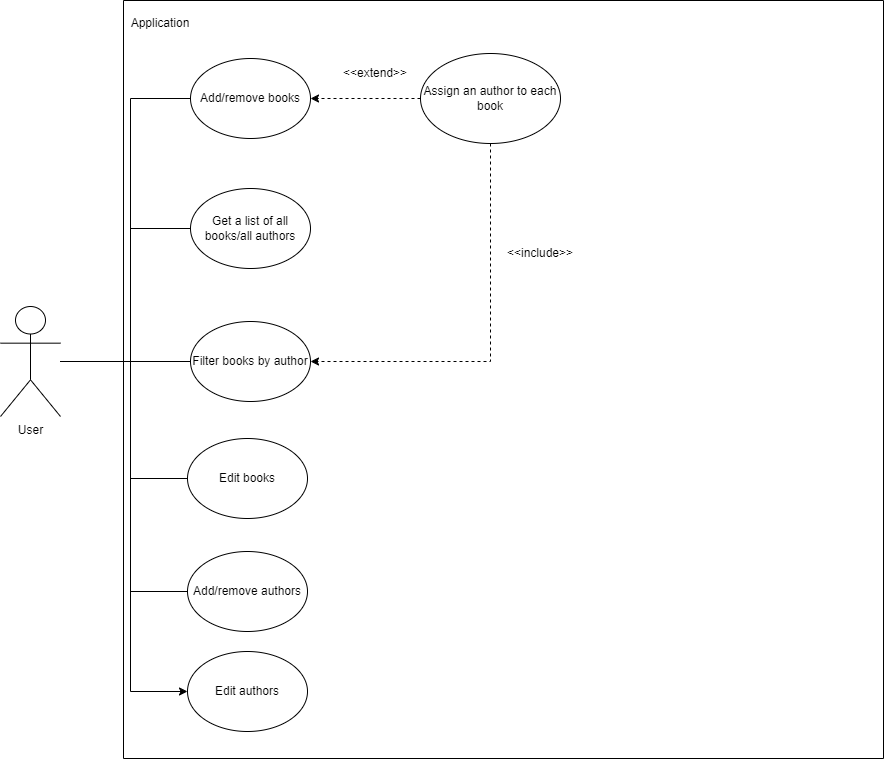 Application
Add/remove books
<<extend>>
Assign an author to each
book
Get a list of all
books/all authors
<<include>>
Filter books by author
User
Edit books
Add/remove authors
Edit authors